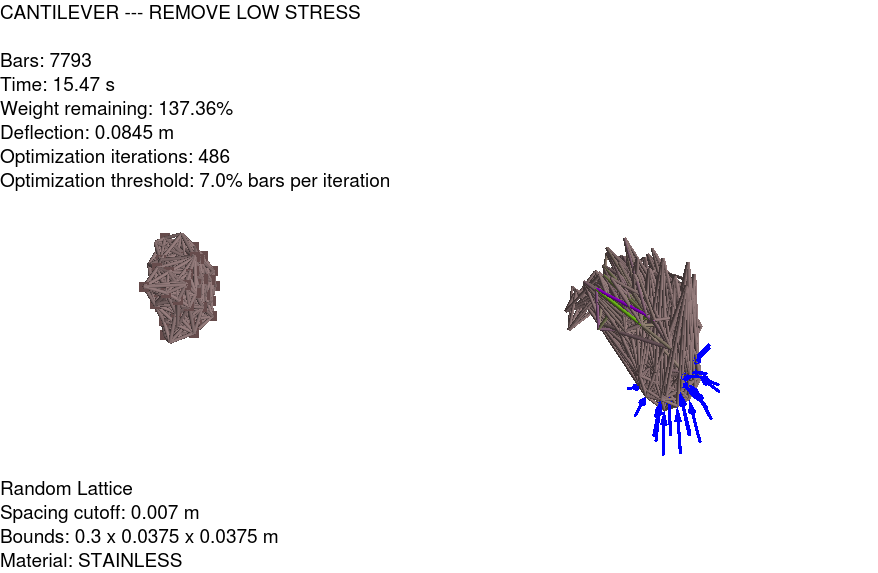 CANTILEVER --- REMOVE LOW STRESS
Bars: 7793
Time: 15.47 s
Weight remaining: 137.36%
Deflection: 0.0845 m
Optimization iterations: 486
Optimization threshold: 7.0% bars per iteration
Random Lattice
Spacing cutoff: 0.007 m
Bounds: 0.3 x 0.0375 x 0.0375 m
Material: STAINLESS